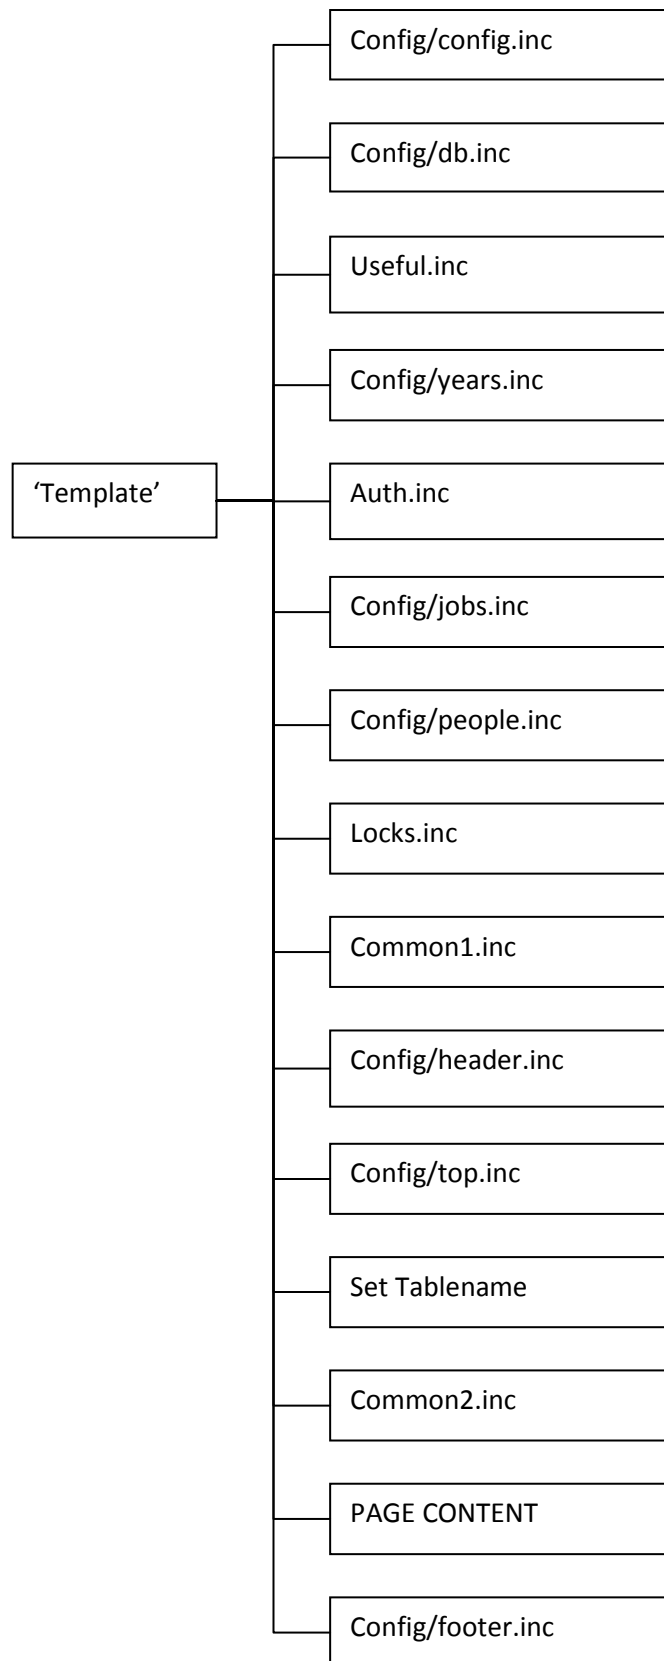 Config/config.inc
Config/db.inc
Useful.inc
Config/years.inc
‘Template’
Auth.inc
Config/jobs.inc
Config/people.inc
Locks.inc
Common1.inc
Config/header.inc
Config/top.inc
Set Tablename
Common2.inc
PAGE CONTENT
Config/footer.inc